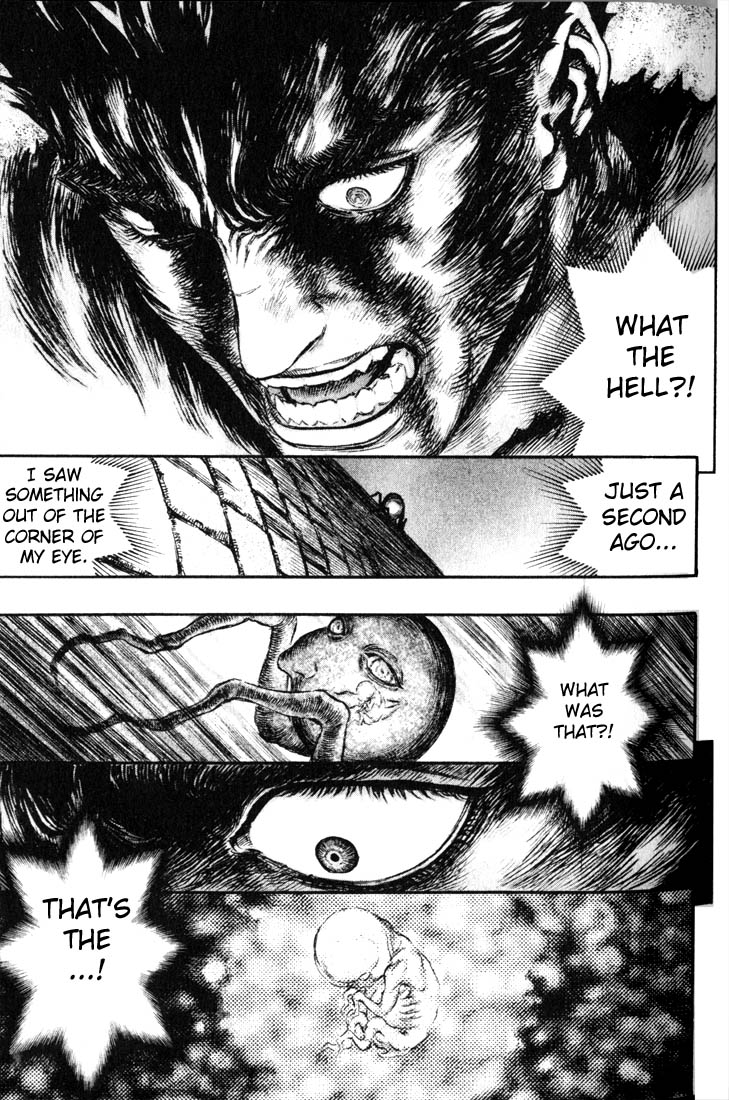 WHAT
THE
HELL?!
JUST A
SECOND
AGO...
I SAW
SOMETHING
OUT OF THE
CORNER OF
MY EYE.
WHAT
WAS
THAT?!
THAT'S
THE
...!